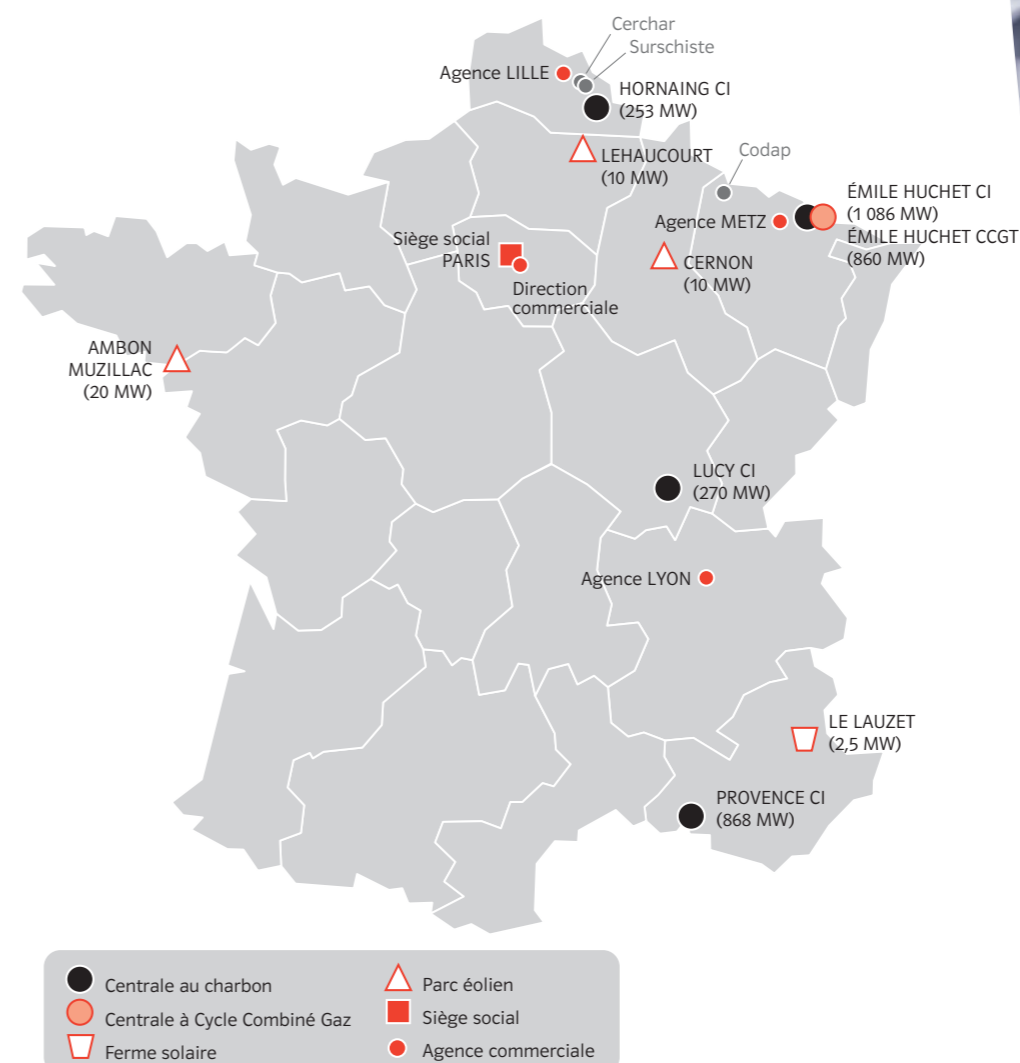 Cerchar
Surschiste
Agence LILLE
HORNAING CI
(253 MW)
LEHAUCOURT
(10 MW)
Codap
ÉMILE HUCHET CI
(1 086 MW)
ÉMILE HUCHET CCGT
(860 MW)
Agence METZ
Siège social
PARIS
Direction
commerciale
CERNON
(10 MW)
AMBON
MUZILLAC
(20 MW)
LUCY CI
(270 MW)
Agence LYON
LE LAUZET
(2,5 MW)
PROVENCE CI
(868 MW)
Centrale au charbon
Centrale à Cycle Combiné Gaz
Ferme solaire
Parc éolien
Siège social
Agence commerciale